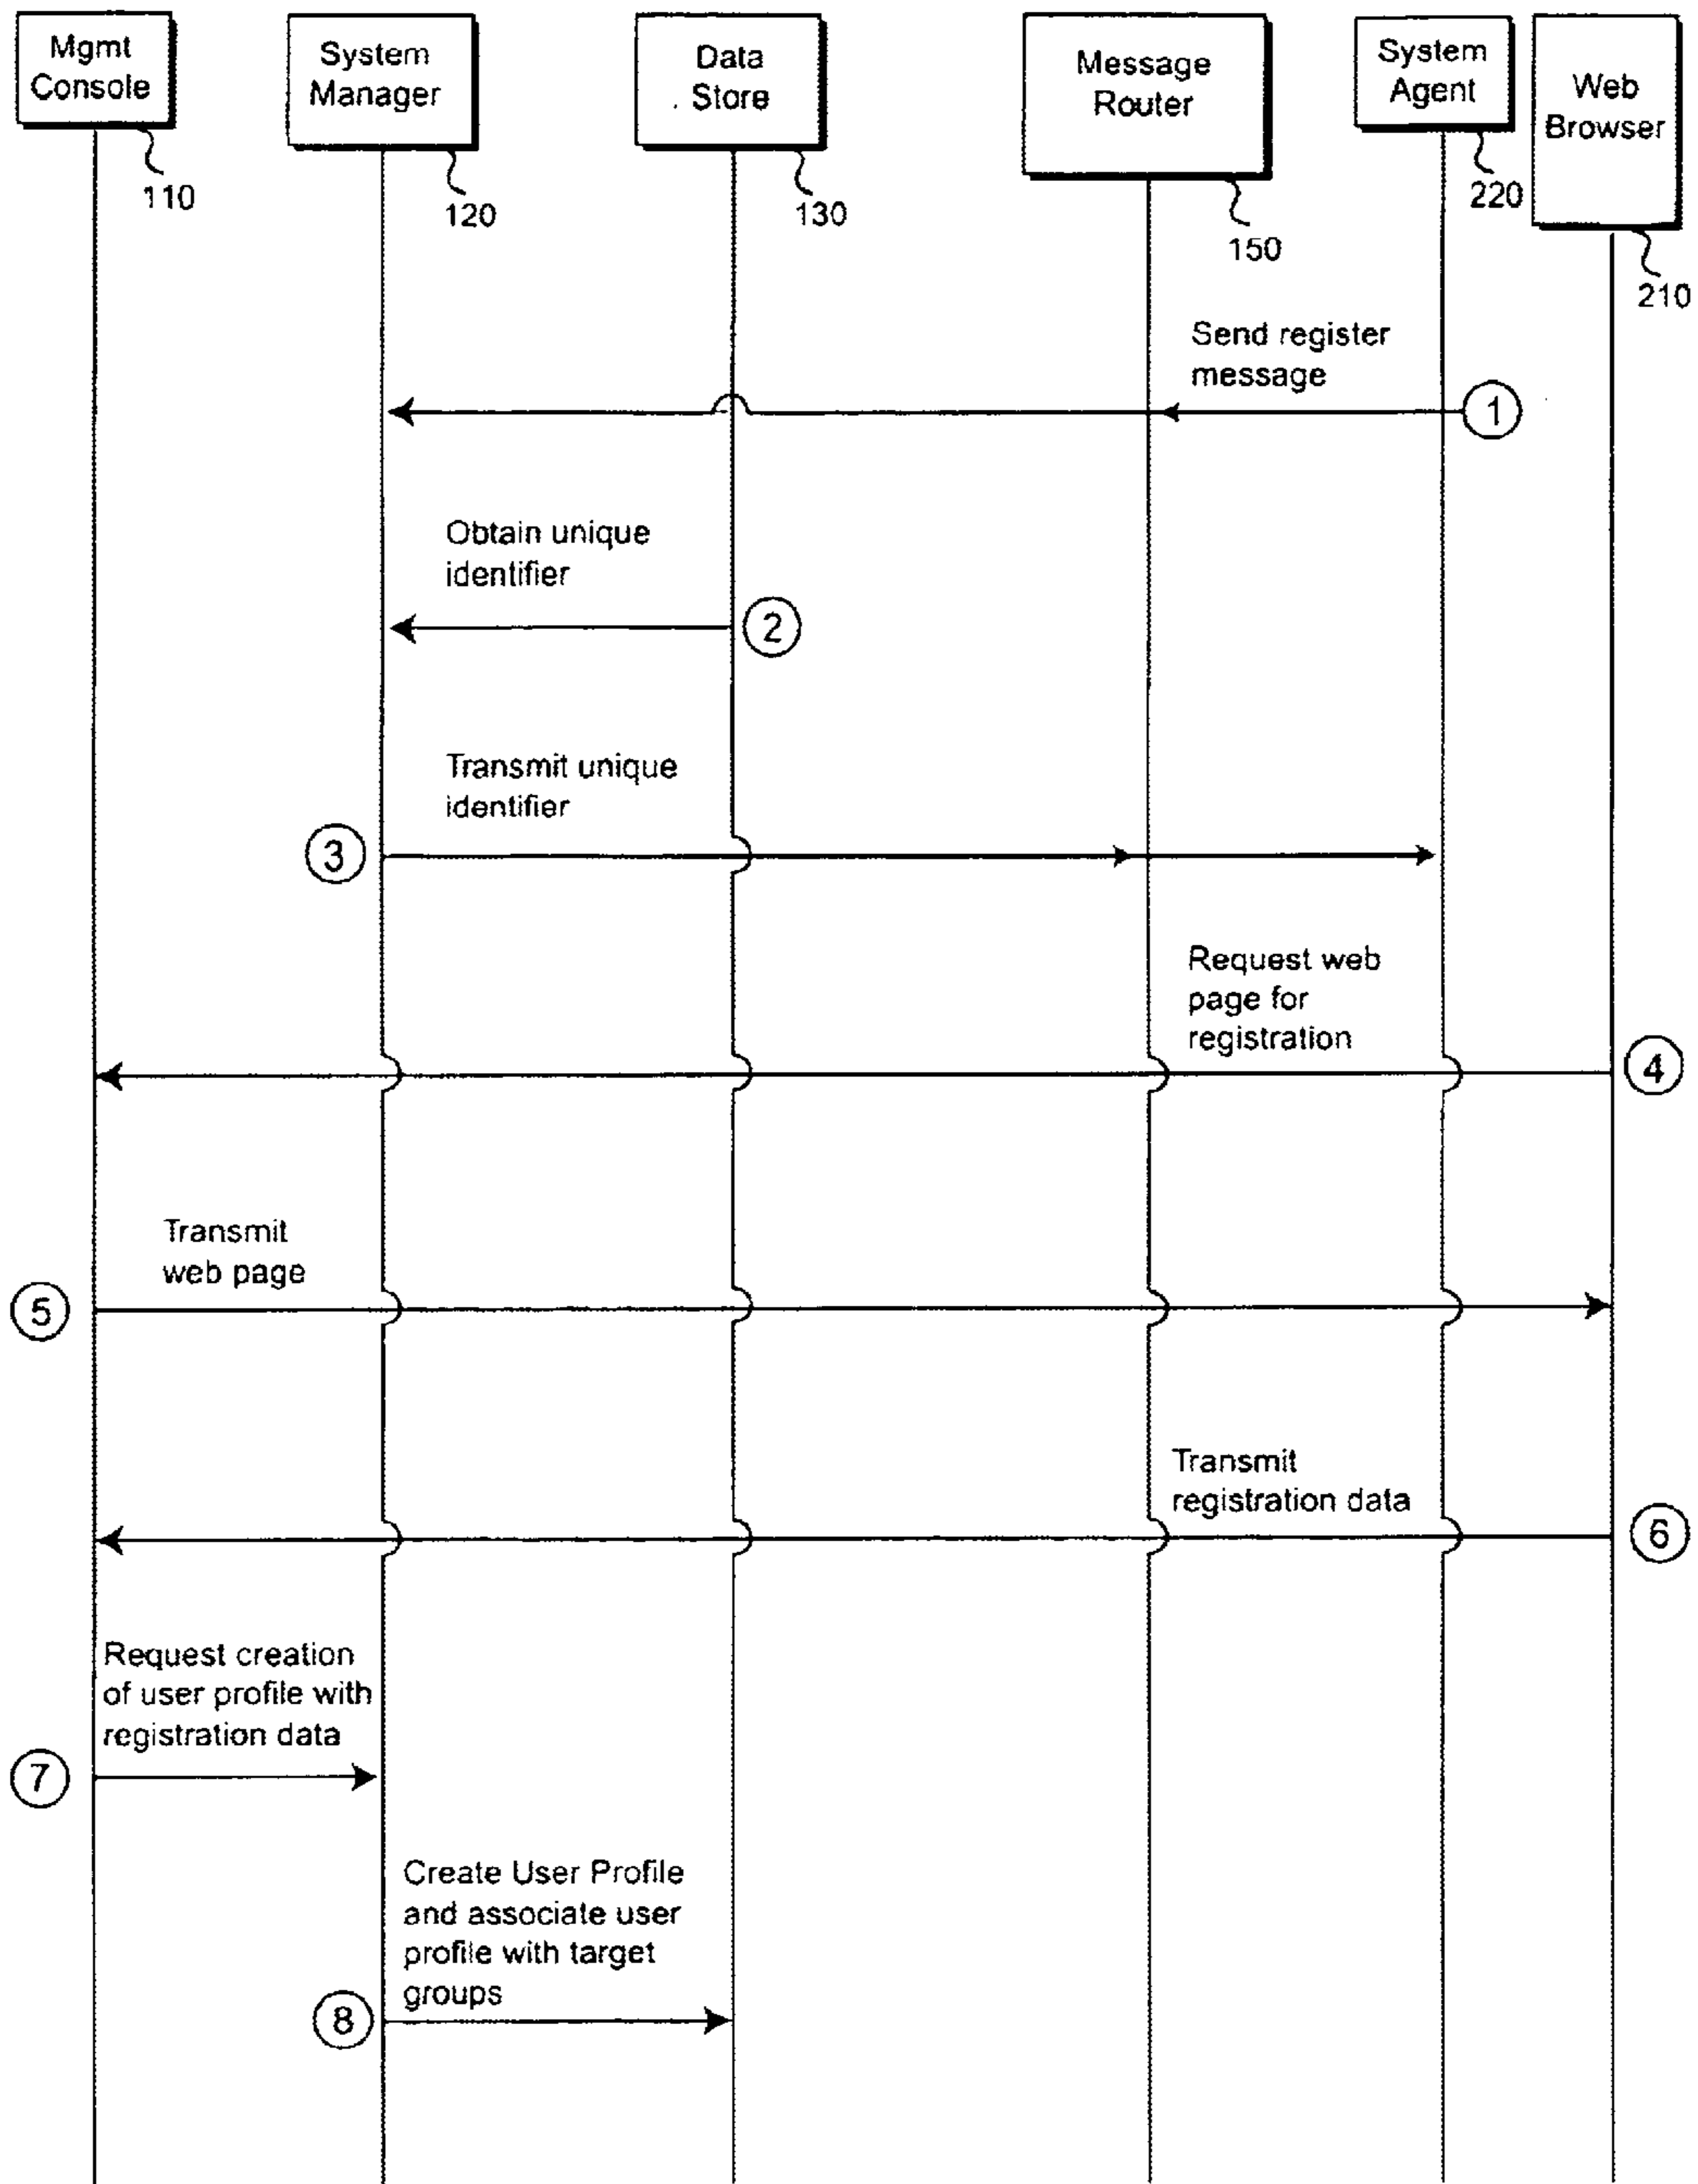 Mgmt
Console
System
Manager
Data
Store
Message
Router
System
Agent
Web
Browser
110
120
130
150
220
210
Send register
message
1
Obtain unique
identifier
2
Transmit unique
identifier
3
Request web
page for
registration
4
Transmit
web page
5
Transmit
registration data
6
Request creation
of user profile with
registration data
7
Create User Profile
and associate user
profile with target
groups
8